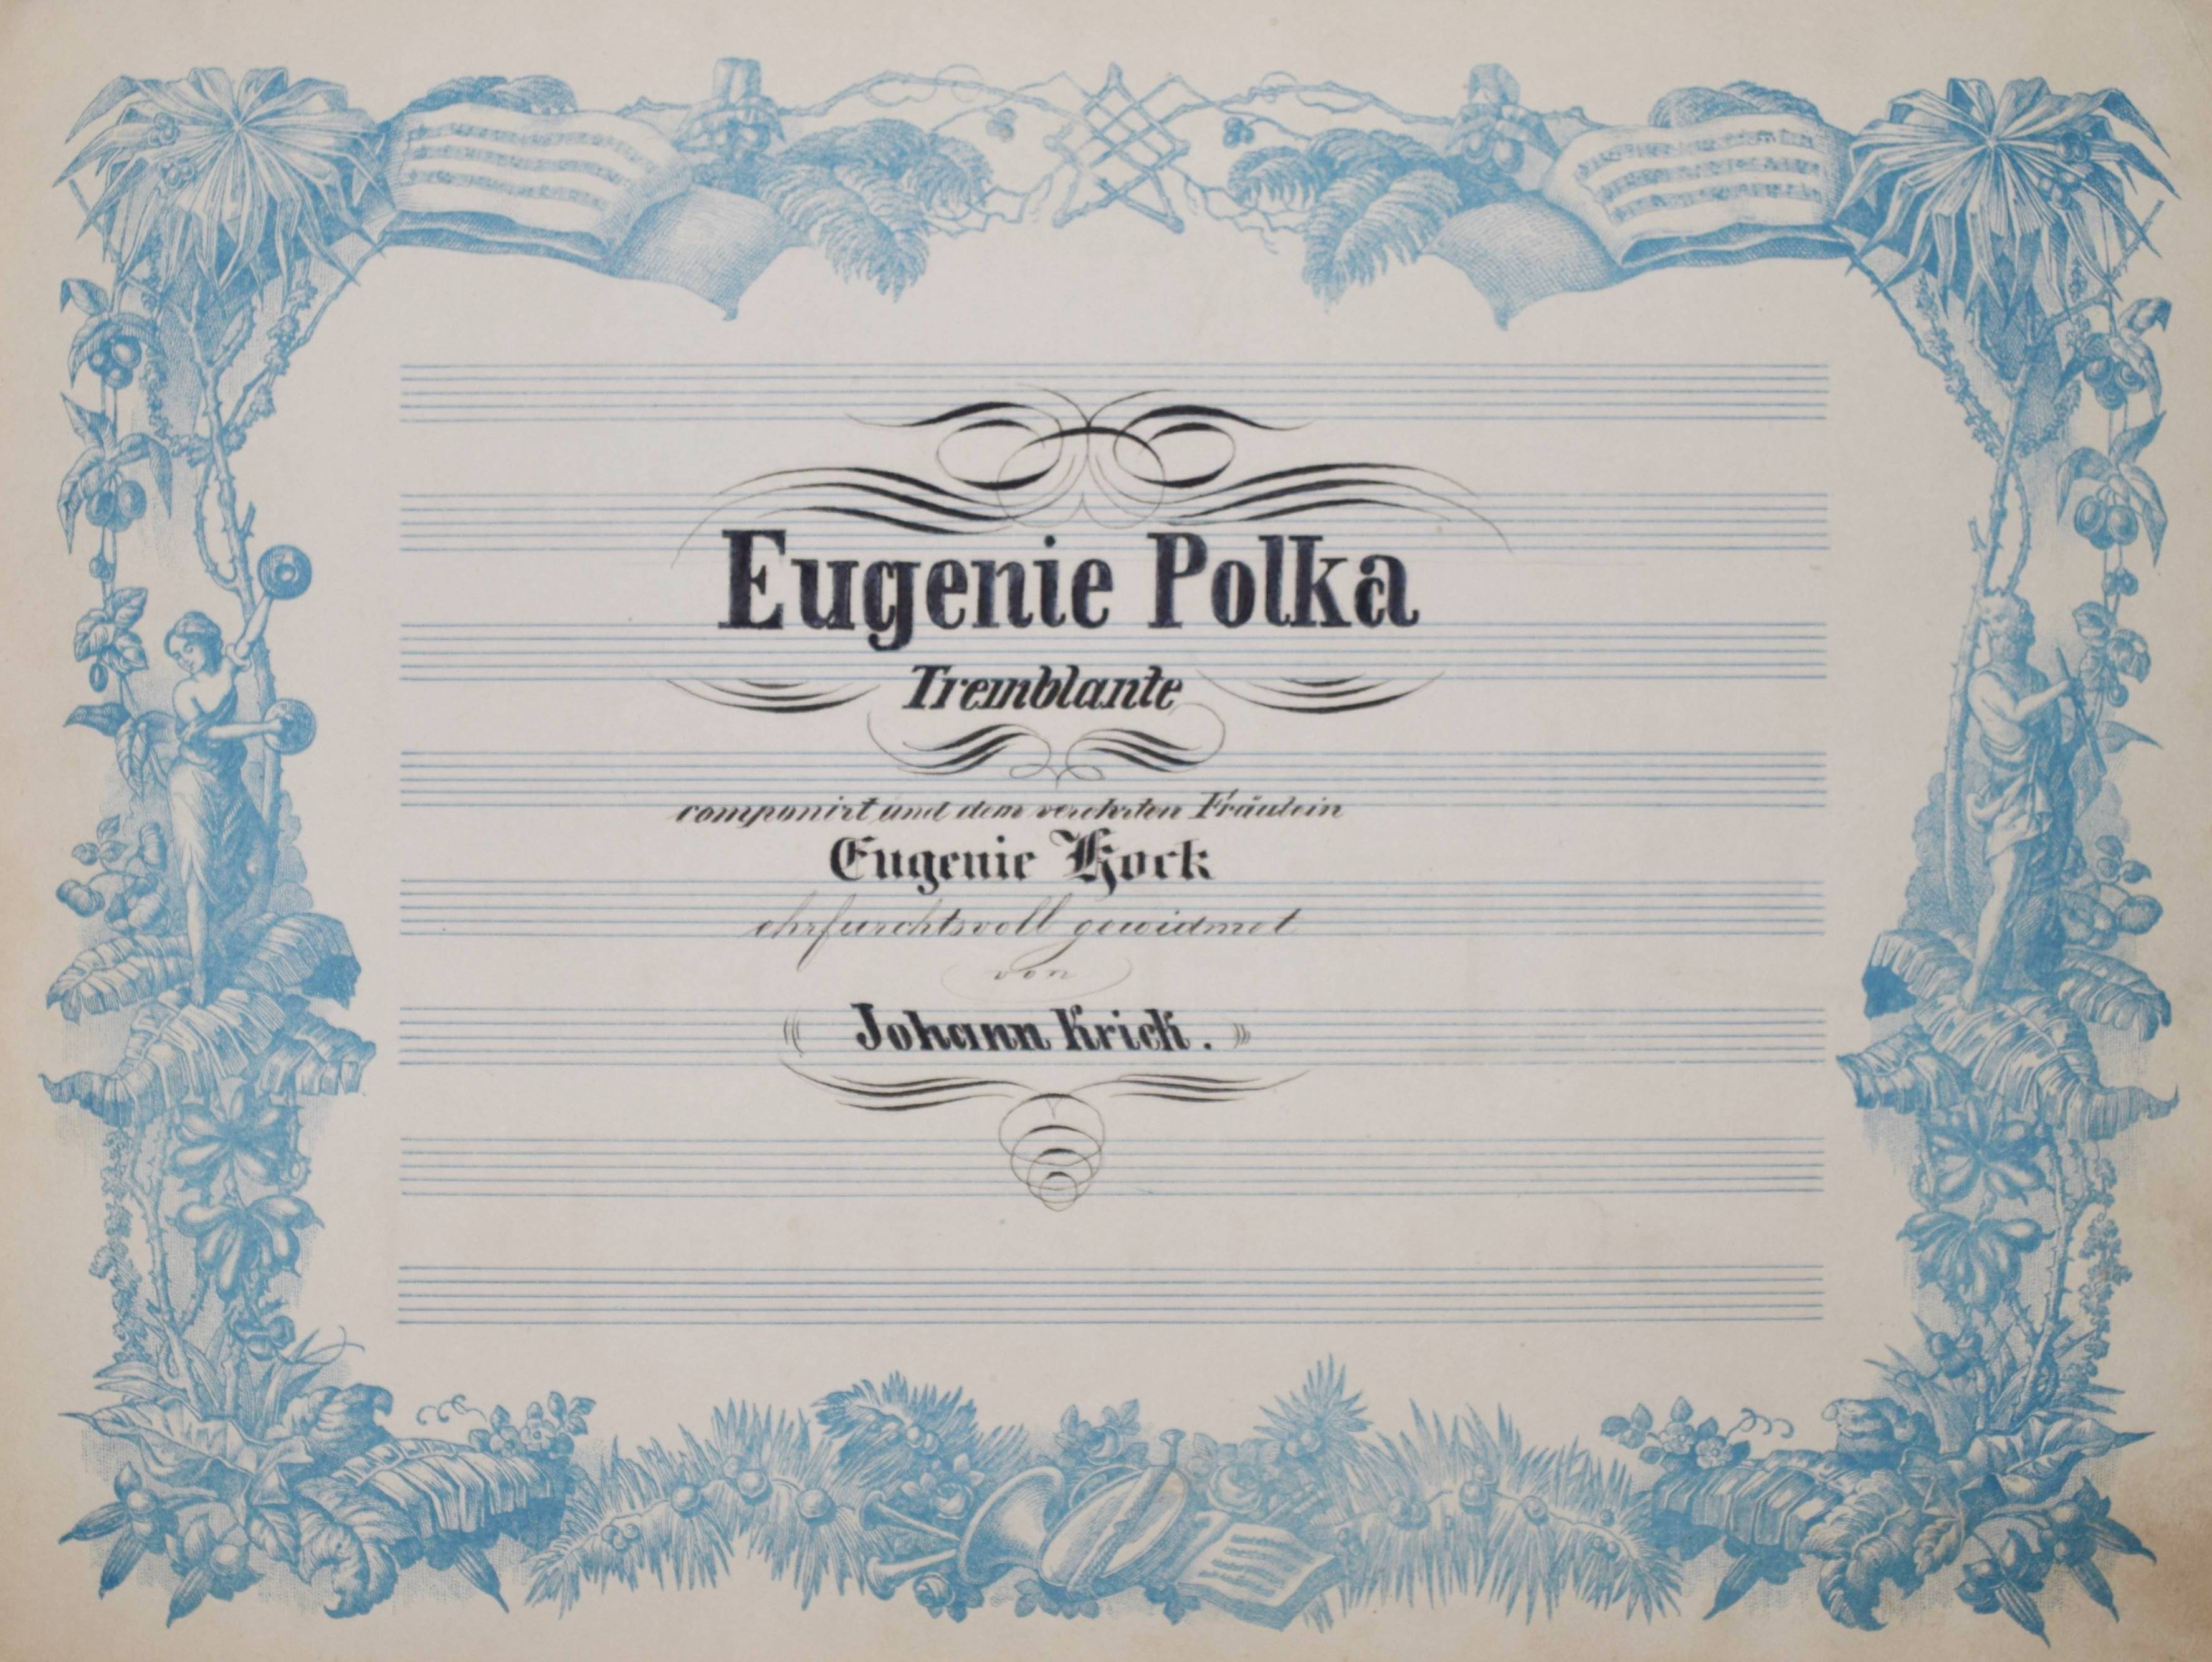 Eugenie Polka
Tremblante
componirt und dem verehrten Fräulein
Eugenie Kock
ehrfurchtsvoll gewidmet
von
Johann Krick.